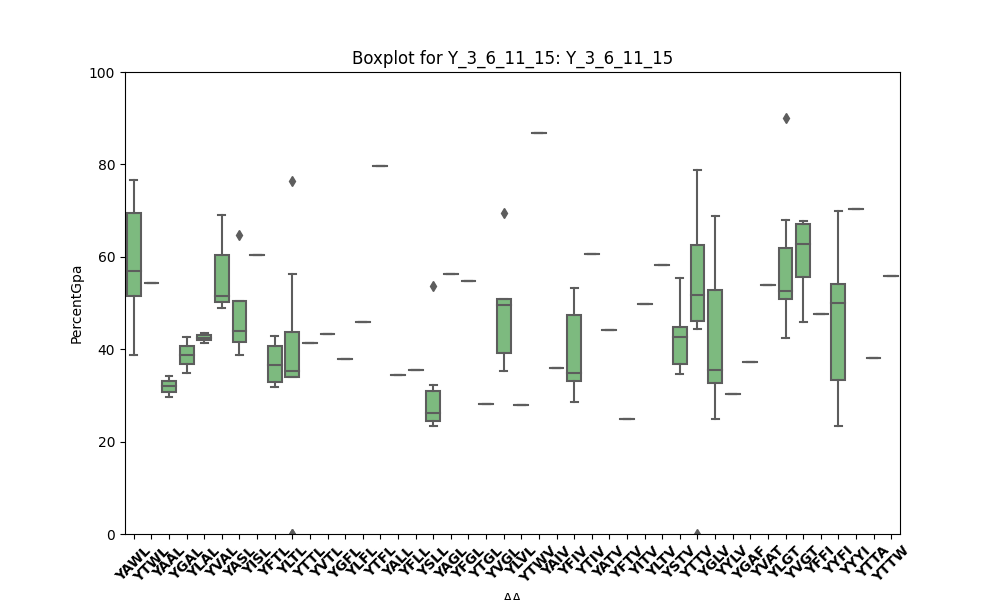 Boxplot for Y_3_6_11_15: Y_3_6_11_15
100
80
60
40
20
0
PercentGpa
YAWL YTWL YAAL YGAL YLAL YVAL YASL YISL YFTL YLTL YTTL YVTL YGFL YLFL YTFL YALL YFLL YSLL YAGL YFGL YTGL YVGL YLVL YTWV YAIV YFIV YTIV YATV YFTV YITV YLTV YSTV YTTV YGLV YYLV YGAF YVAT YLGT YVGT YFFI YYFI YYYI YTTA YTTW
AA